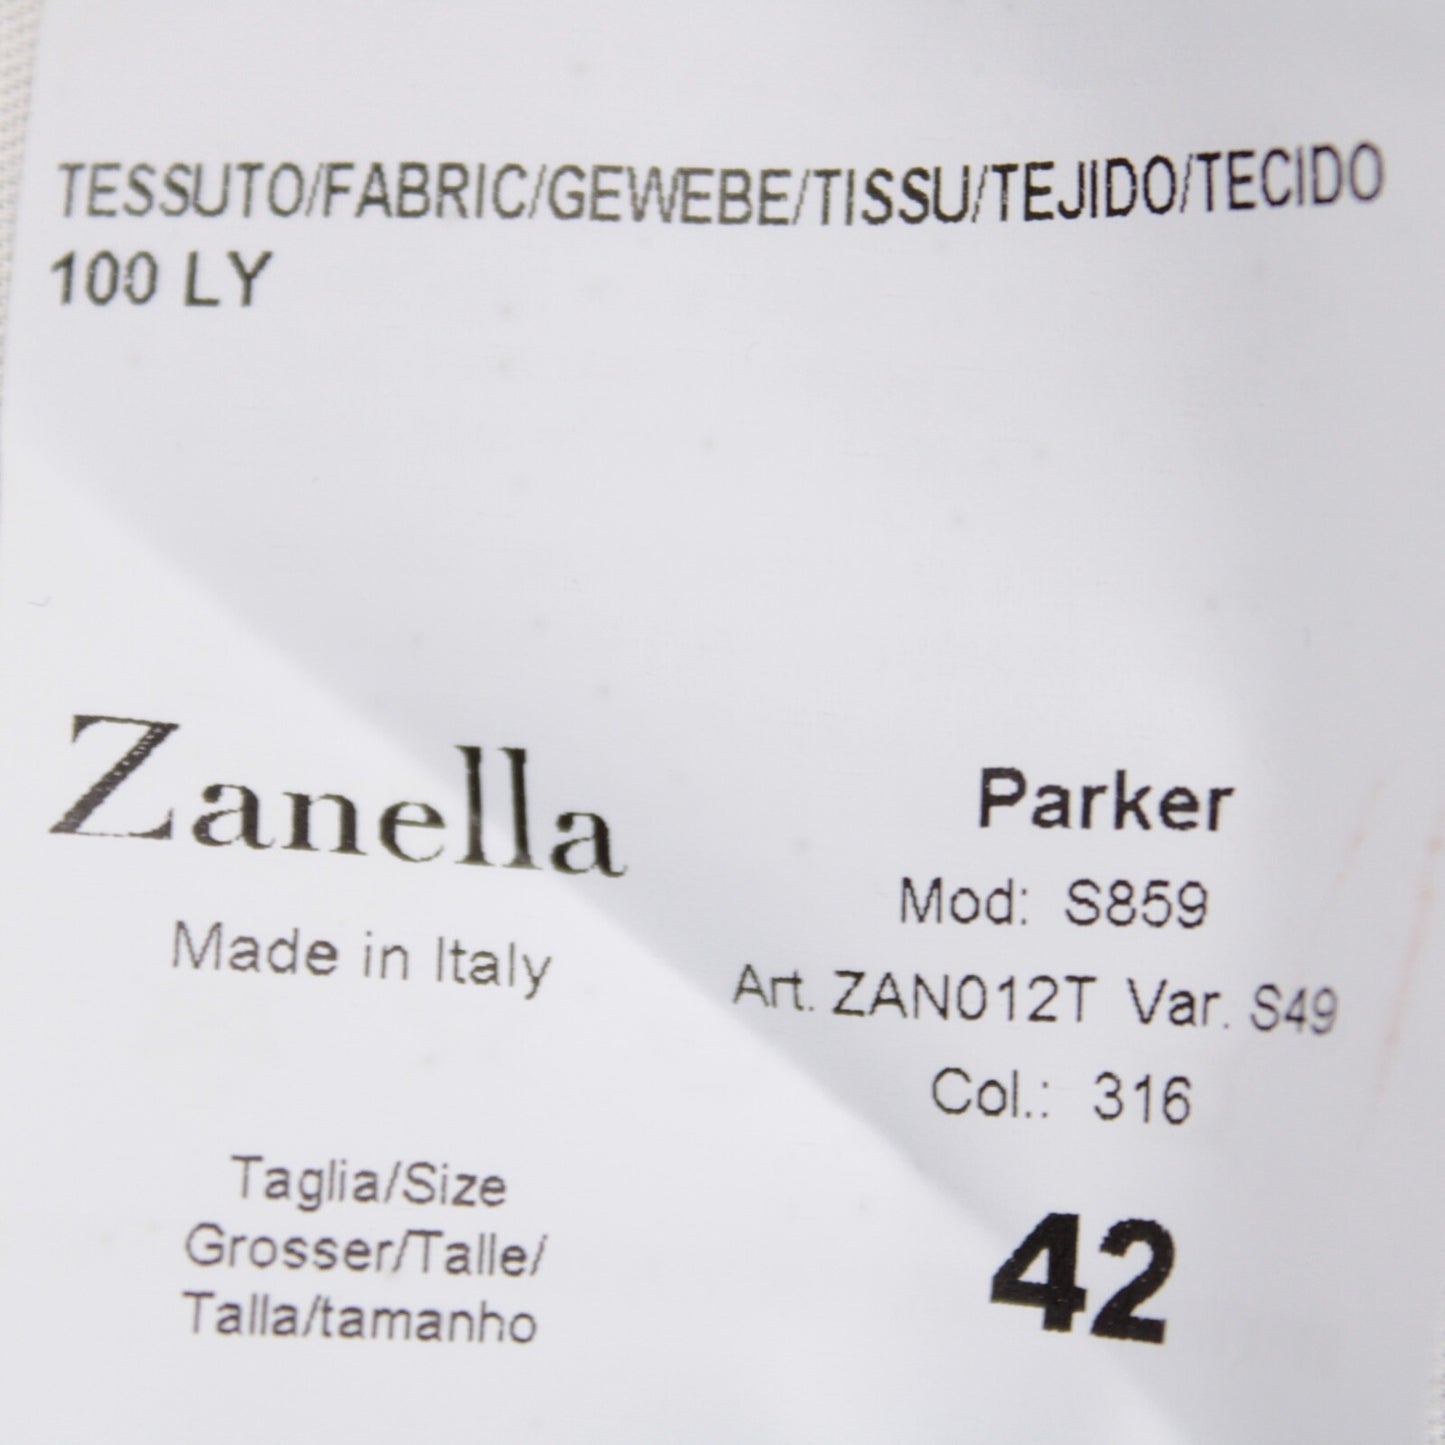 TESSUTO/FABRIC/GEWEBE/TISSU/TEJIDO/TECIDO
100 LY
Zanella
Made in Italy
Parker
Mod: S859
Art. ZAN012T Var. S49
Col.: 316
Taglia/Size
Grosser/Talle/
Talla/tamanho
42